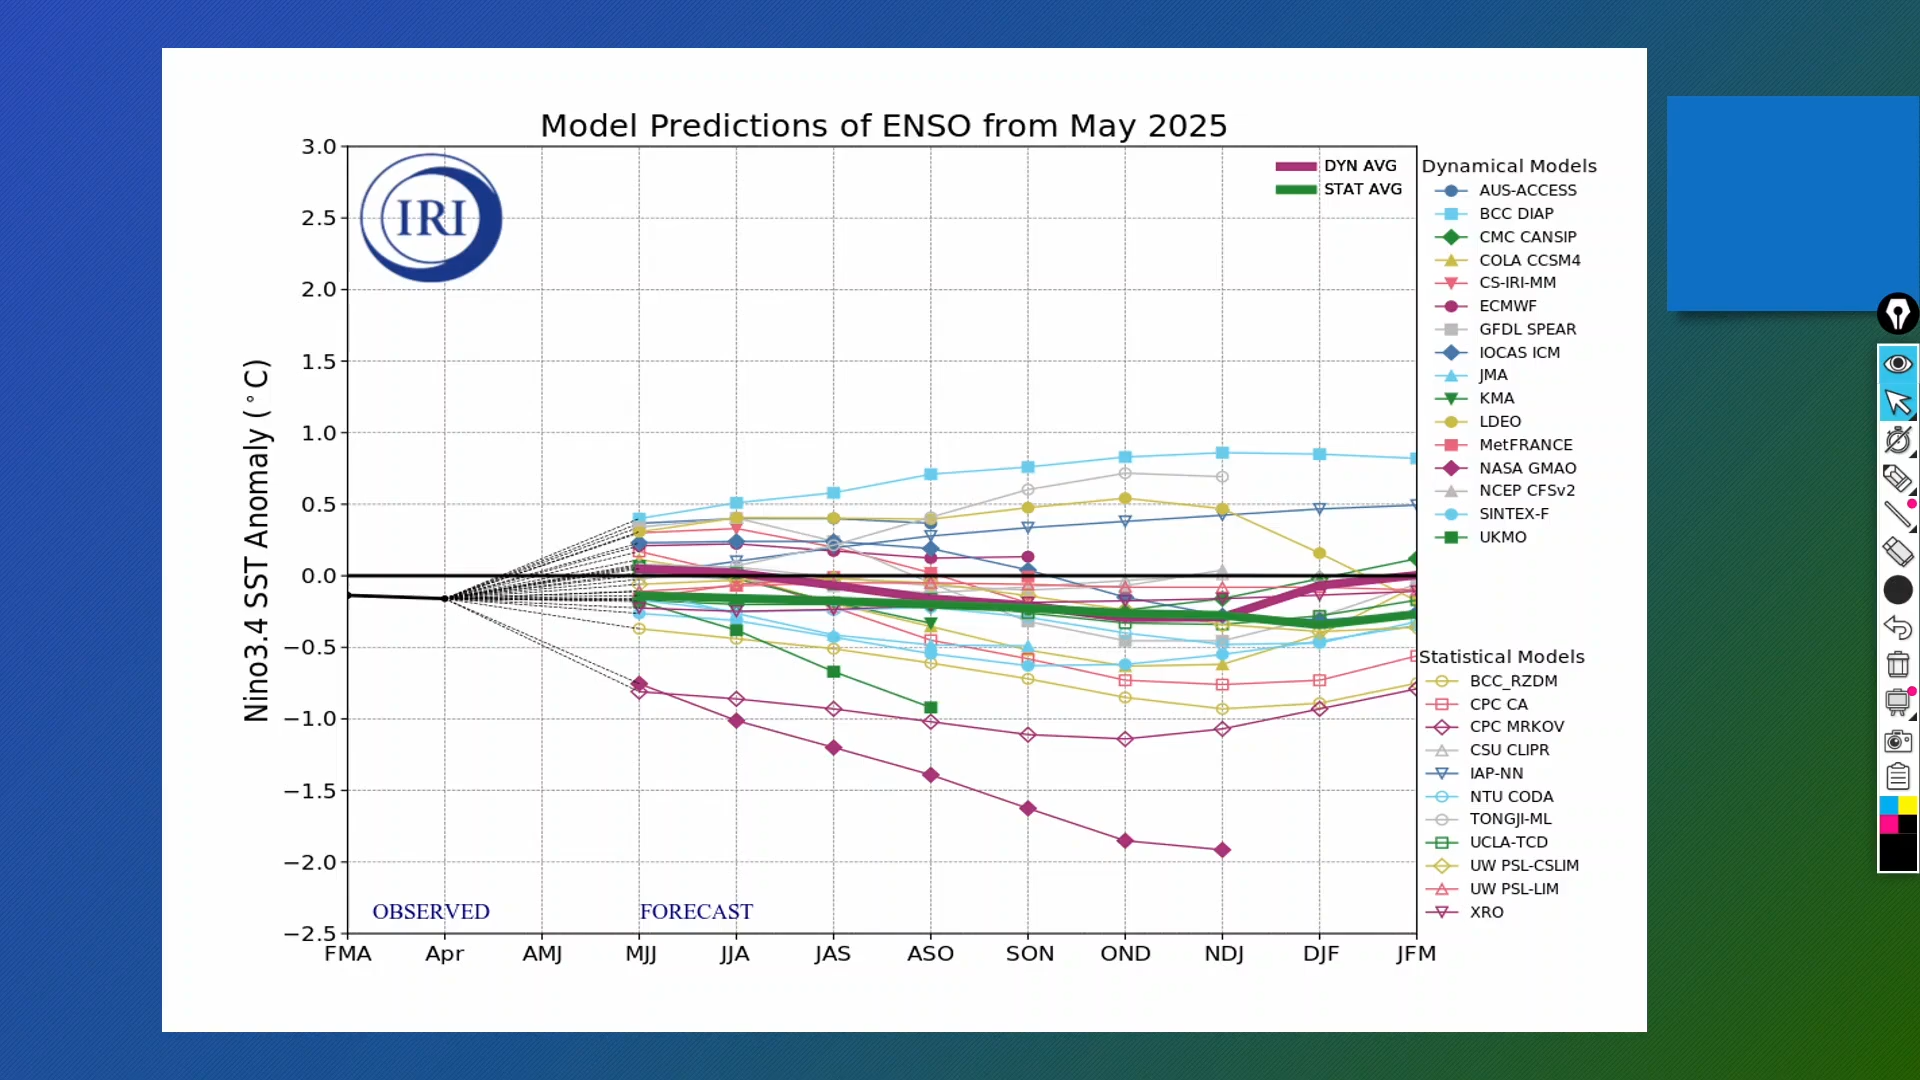 Model Predictions of ENSO from May 2025
3.0
2.5
2.0
1.5
1.0
0.5
0.0
−0.5
−1.0
−1.5
−2.0
−2.5
Nino3.4 SST Anomaly (°C)
IRI
DYN AVG
STAT AVG
OBSERVED
FORECAST
FMA Apr AMJ MJJ JJA JAS ASO SON OND NDJ DJF JFM
Dynamical Models
AUS-ACCESS
BCC DIAP
CMC CANSIP
COLA CCSM4
CS-IRI-MM
ECMWF
GFDL SPEAR
IOCAS ICM
JMA
KMA
LDEO
MetFRANCE
NASA GMAO
NCEP CFSv2
SINTEX-F
UKMO
Statistical Models
BCC_RZDM
CPC CA
CPC MRKOV
CSU CLIPR
IAP-NN
NTU CODA
TONGJI-ML
UCLA-TCD
UW PSL-CSLIM
UW PSL-LIM
XRO